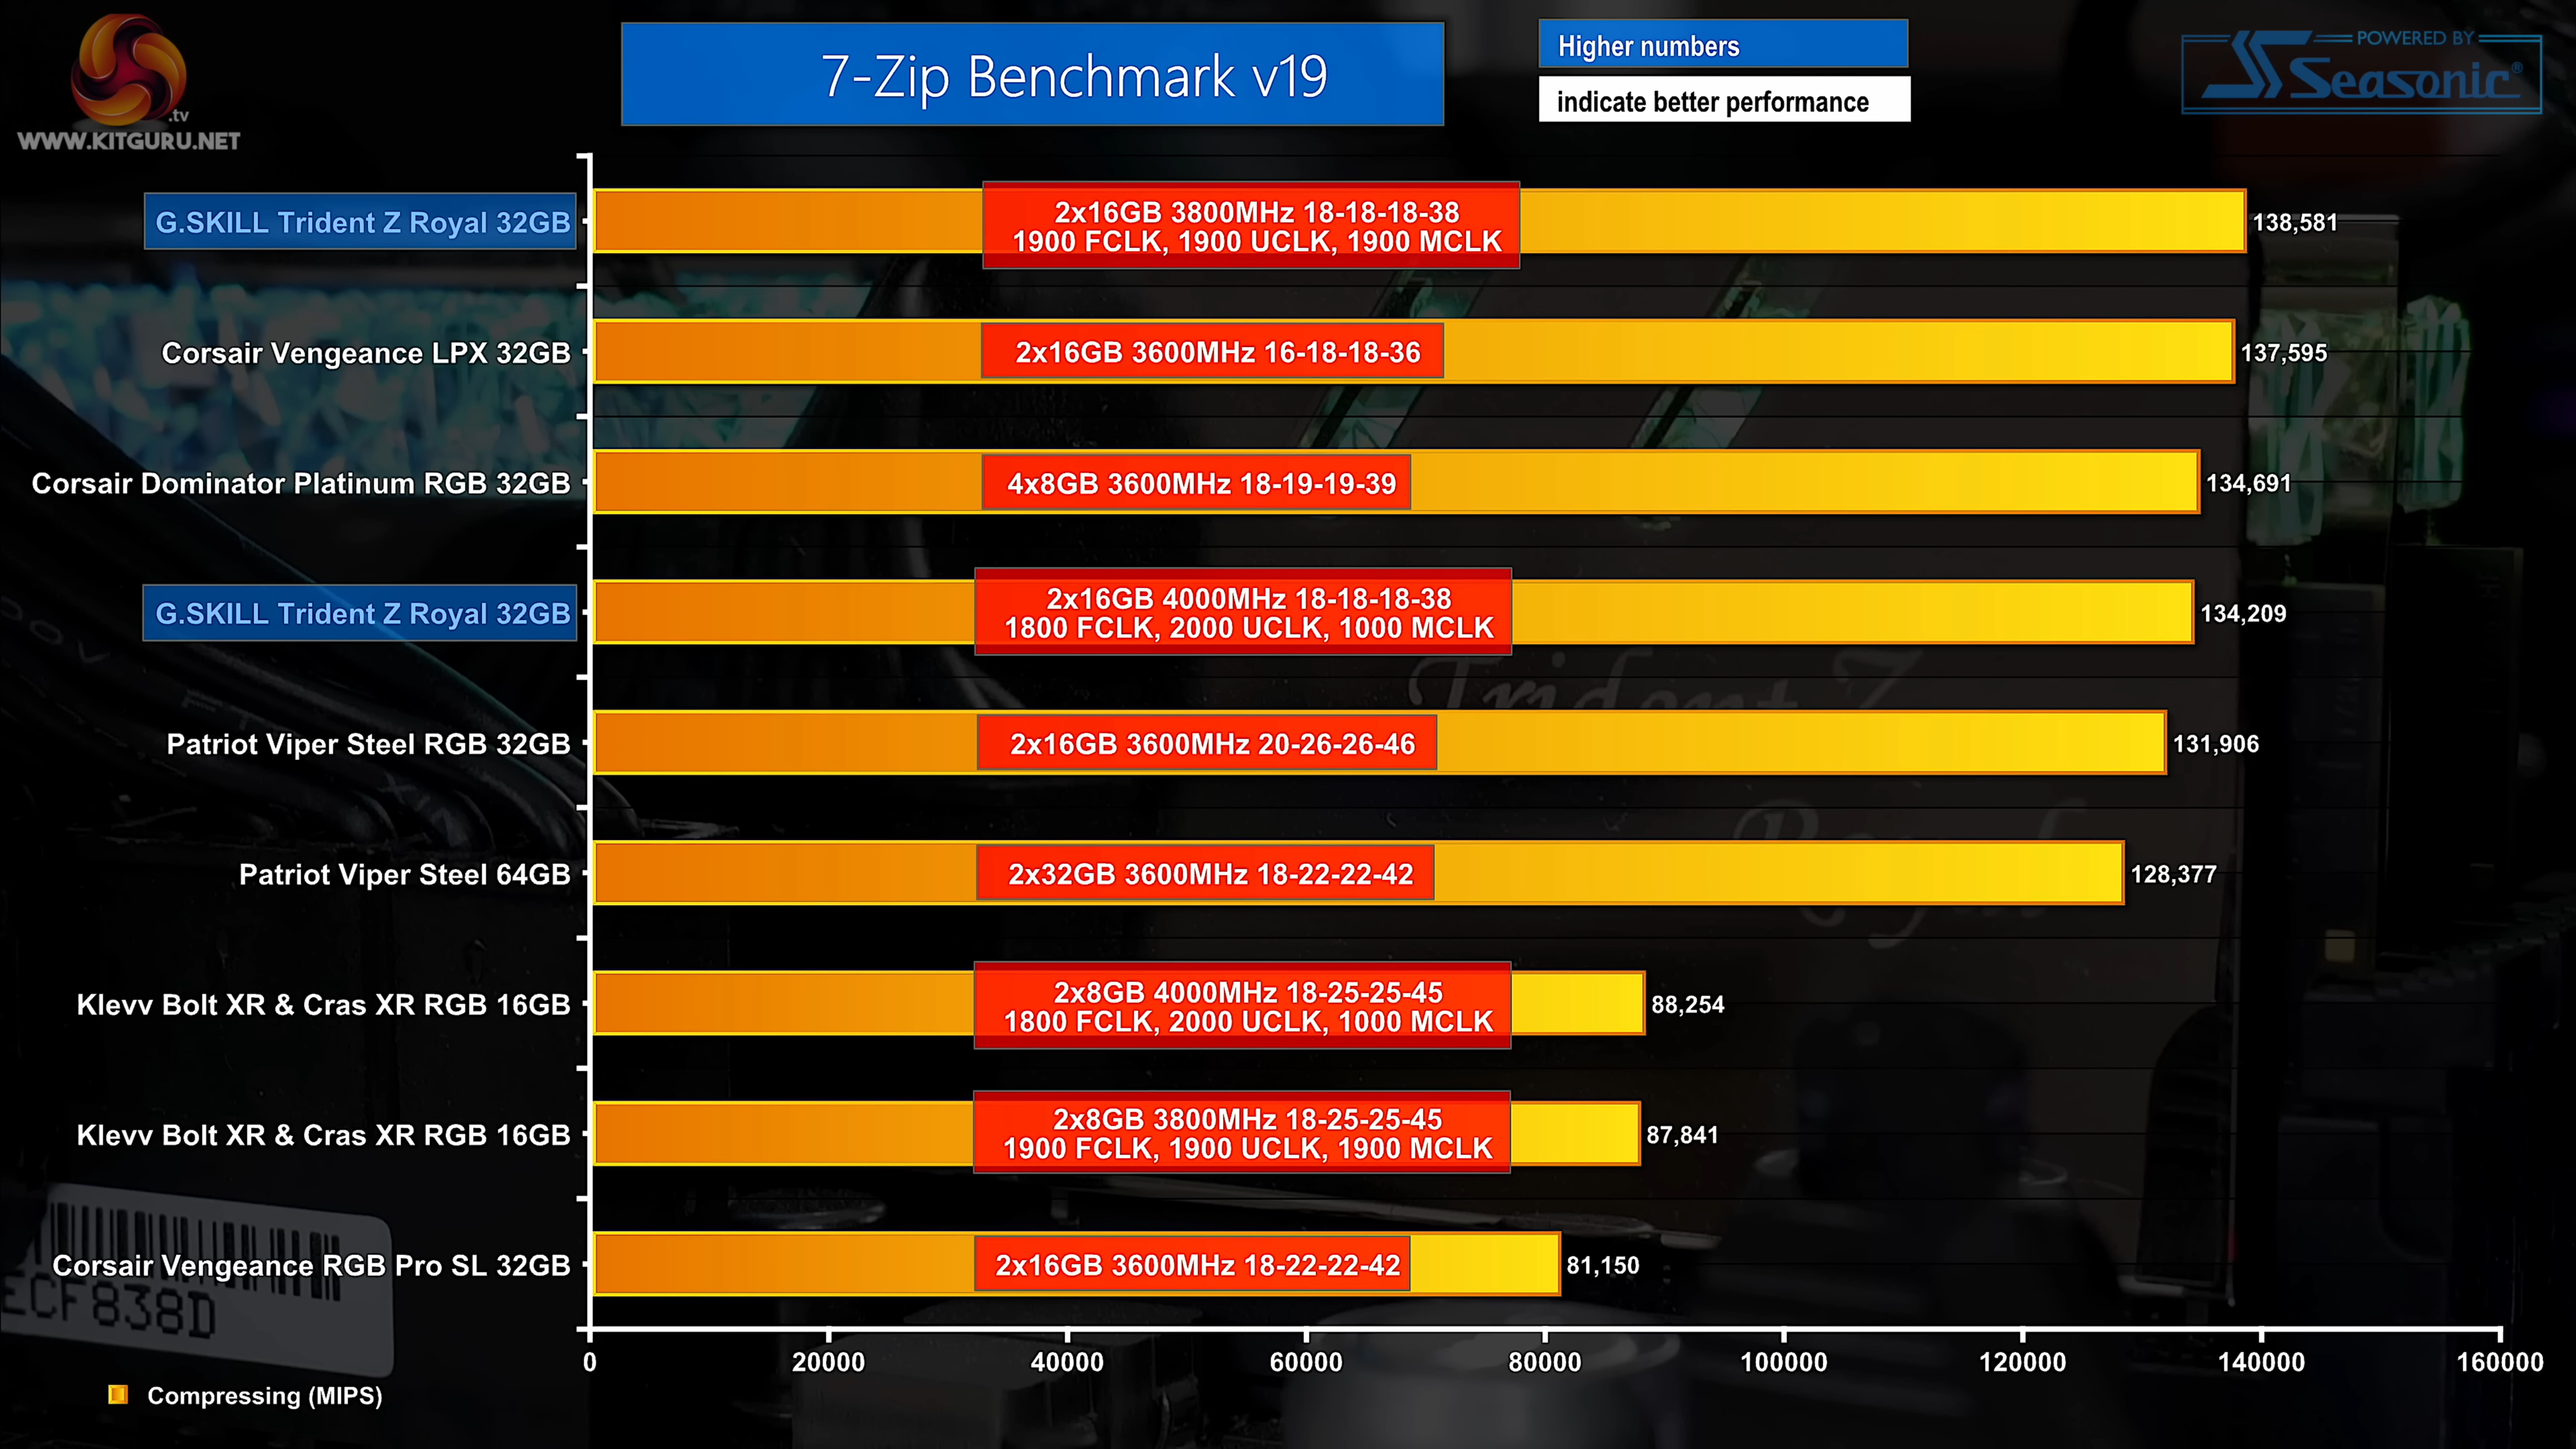 .tv
WWW.KITGURU.NET
7-Zip Benchmark v19
Higher numbers
indicate better performance
POWERED BY
Seasonic®
G.SKILL Trident Z Royal 32GB
2x16GB 3800MHz 18-18-18-38
1900 FCLK, 1900 UCLK, 1900 MCLK
138,581
Corsair Vengeance LPX 32GB
2x16GB 3600MHz 16-18-18-36
137,595
Corsair Dominator Platinum RGB 32GB
4x8GB 3600MHz 18-19-19-39
134,691
G.SKILL Trident Z Royal 32GB
2x16GB 4000MHz 18-18-18-38
1800 FCLK, 2000 UCLK, 1000 MCLK
134,209
Trident Z
Patriot Viper Steel RGB 32GB
2x16GB 3600MHz 20-26-26-46
131,906
Royal
Patriot Viper Steel 64GB
2x32GB 3600MHz 18-22-22-42
128,377
Klevv Bolt XR & Cras XR RGB 16GB
2x8GB 4000MHz 18-25-25-45
1800 FCLK, 2000 UCLK, 1000 MCLK
88,254
Klevv Bolt XR & Cras XR RGB 16GB
2x8GB 3800MHz 18-25-25-45
1900 FCLK, 1900 UCLK, 1900 MCLK
87,841
Corsair Vengeance RGB Pro SL 32GB
2x16GB 3600MHz 18-22-22-42
81,150
ECF838D
0 20000 40000 60000 80000 100000 120000 140000 160000
Compressing (MIPS)